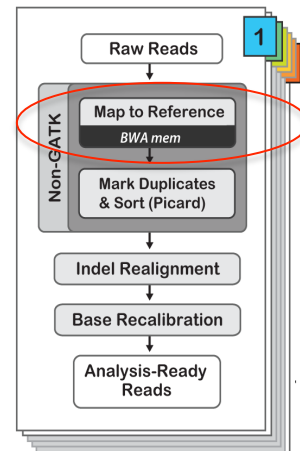 1
Raw Reads
Non-GATK
Map to Reference
BWA mem
Mark Duplicates
& Sort (Picard)
Indel Realignment
Base Recalibration
Analysis-Ready
Reads